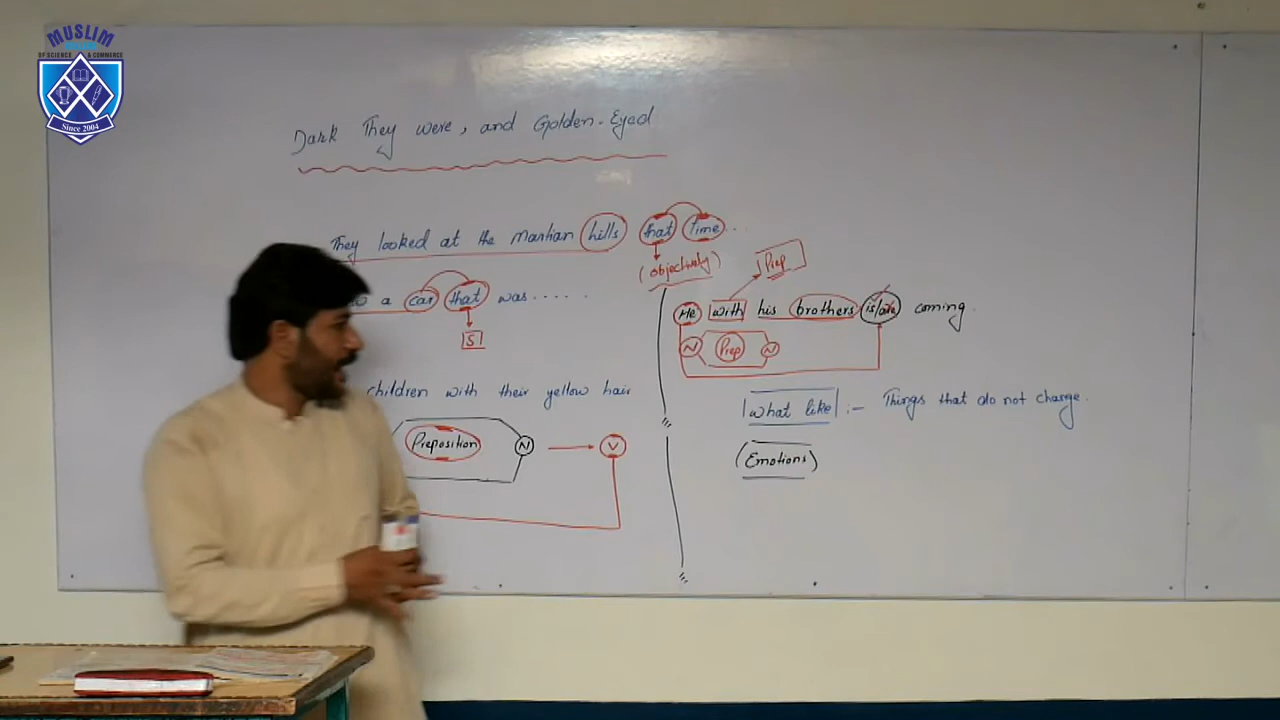 MUSLIM
OF SCIENCE & COMMERCE
Since 2004
Dark They were, and Golden-Eyad
They looked at the Martian hills that time ..
(objectively)
a car that was .....
S
children with their yellow hair
Preposition N → V
Prep
He with his brothers is/are coming.
N Prep N
what like :- Things that do not change.
(Emotions)